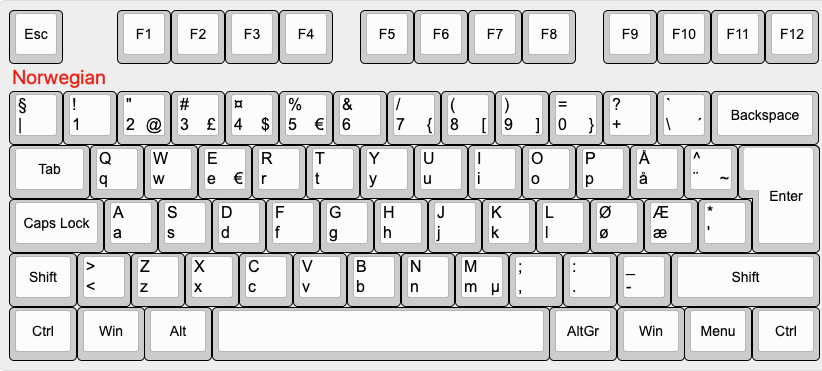 Esc F1 F2 F3 F4 F5 F6 F7 F8 F9 F10 F11 F12
Norwegian
§ ! " # ¤ % & / ( ) = ? `
| 1 2 @ 3 £ 4 $ 5 € 6 7 { 8 [ 9 ] 0 } + \ ´ Backspace
Tab Q W E R T Y U I O P Å ^
q w e € r t y u i o p å ¨ ~ Enter
Caps Lock A S D F G H J K L Ø Æ *
a s d f g h j k l ø æ '
Shift > Z X C V B N M ; : _ Shift
< z x c v b n m µ , . -
Ctrl Win Alt AltGr Win Menu Ctrl